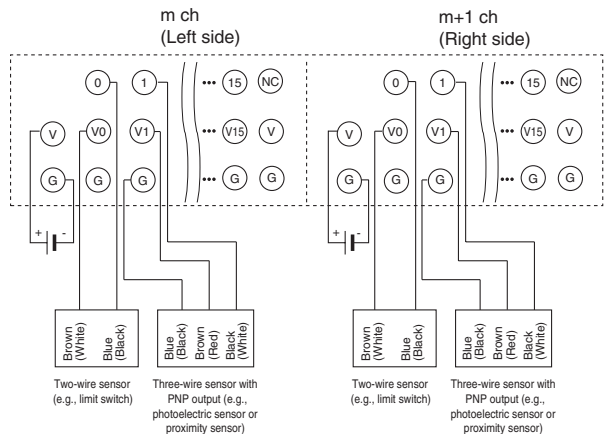 m ch
(Left side)
m+1 ch
(Right side)
0 1 ••• 15 NC
0 1 ••• 15 NC
V V0 V1 ••• V15 V
V V0 V1 ••• V15 V
G G G ••• G G
G G G ••• G G
+ -
+ -
Brown
(White)
Blue
(Black)
Blue
(Black)
Brown
(Red)
Black
(White)
Brown
(White)
Blue
(Black)
Blue
(Black)
Brown
(Red)
Black
(White)
Two-wire sensor
(e.g., limit switch)
Three-wire sensor with
PNP output (e.g.,
photoelectric sensor or
proximity sensor)
Two-wire sensor
(e.g., limit switch)
Three-wire sensor with
PNP output (e.g.,
photoelectric sensor or
proximity sensor)